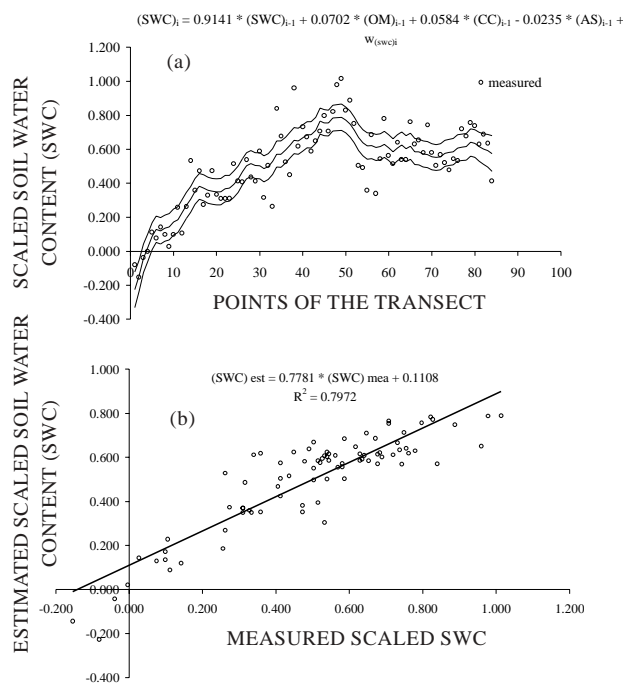 (SWC)i = 0.9141 * (SWC)i-1 + 0.0702 * (OM)i-1 + 0.0584 * (CC)i-1 - 0.0235 * (AS)i-1 +
w(swc)i
SCALED SOIL WATER
CONTENT (SWC)
(a)
measured
1.200
1.000
0.800
0.600
0.400
0.200
0.000
-0.200
-0.400
0 10 20 30 40 50 60 70 80 90 100
POINTS OF THE TRANSECT
ESTIMATED SCALED SOIL WATER
CONTENT (SWC)
(SWC) est = 0.7781 * (SWC) mea + 0.1108
R2 = 0.7972
(b)
1.000
0.800
0.600
0.400
0.200
0.000
-0.200
-0.400
-0.200 0.000 0.200 0.400 0.600 0.800 1.000 1.200
MEASURED SCALED SWC